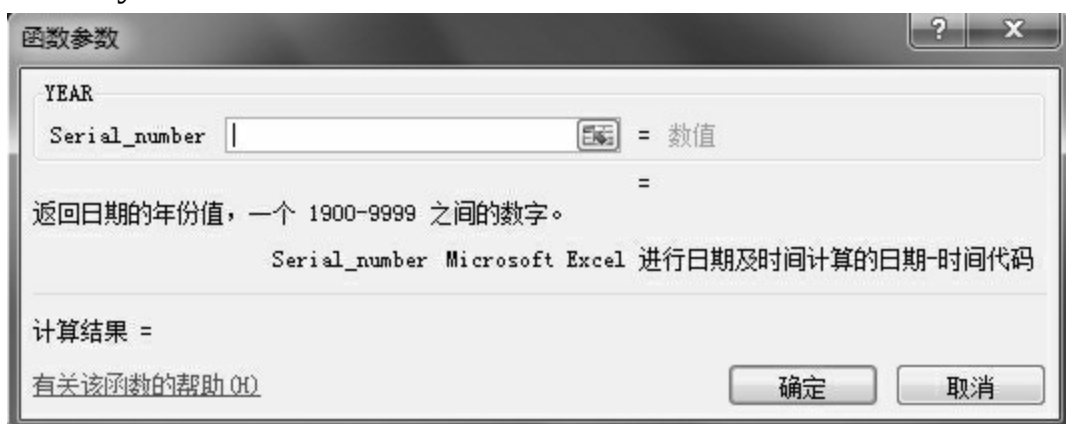 函数参数
YEAR
Serial_number = 数值
=
返回日期的年份值，一个 1900-9999 之间的数字。
Serial_number Microsoft Excel 进行日期及时间计算的日期-时间代码
计算结果 =
有关该函数的帮助(H)
确定 取消